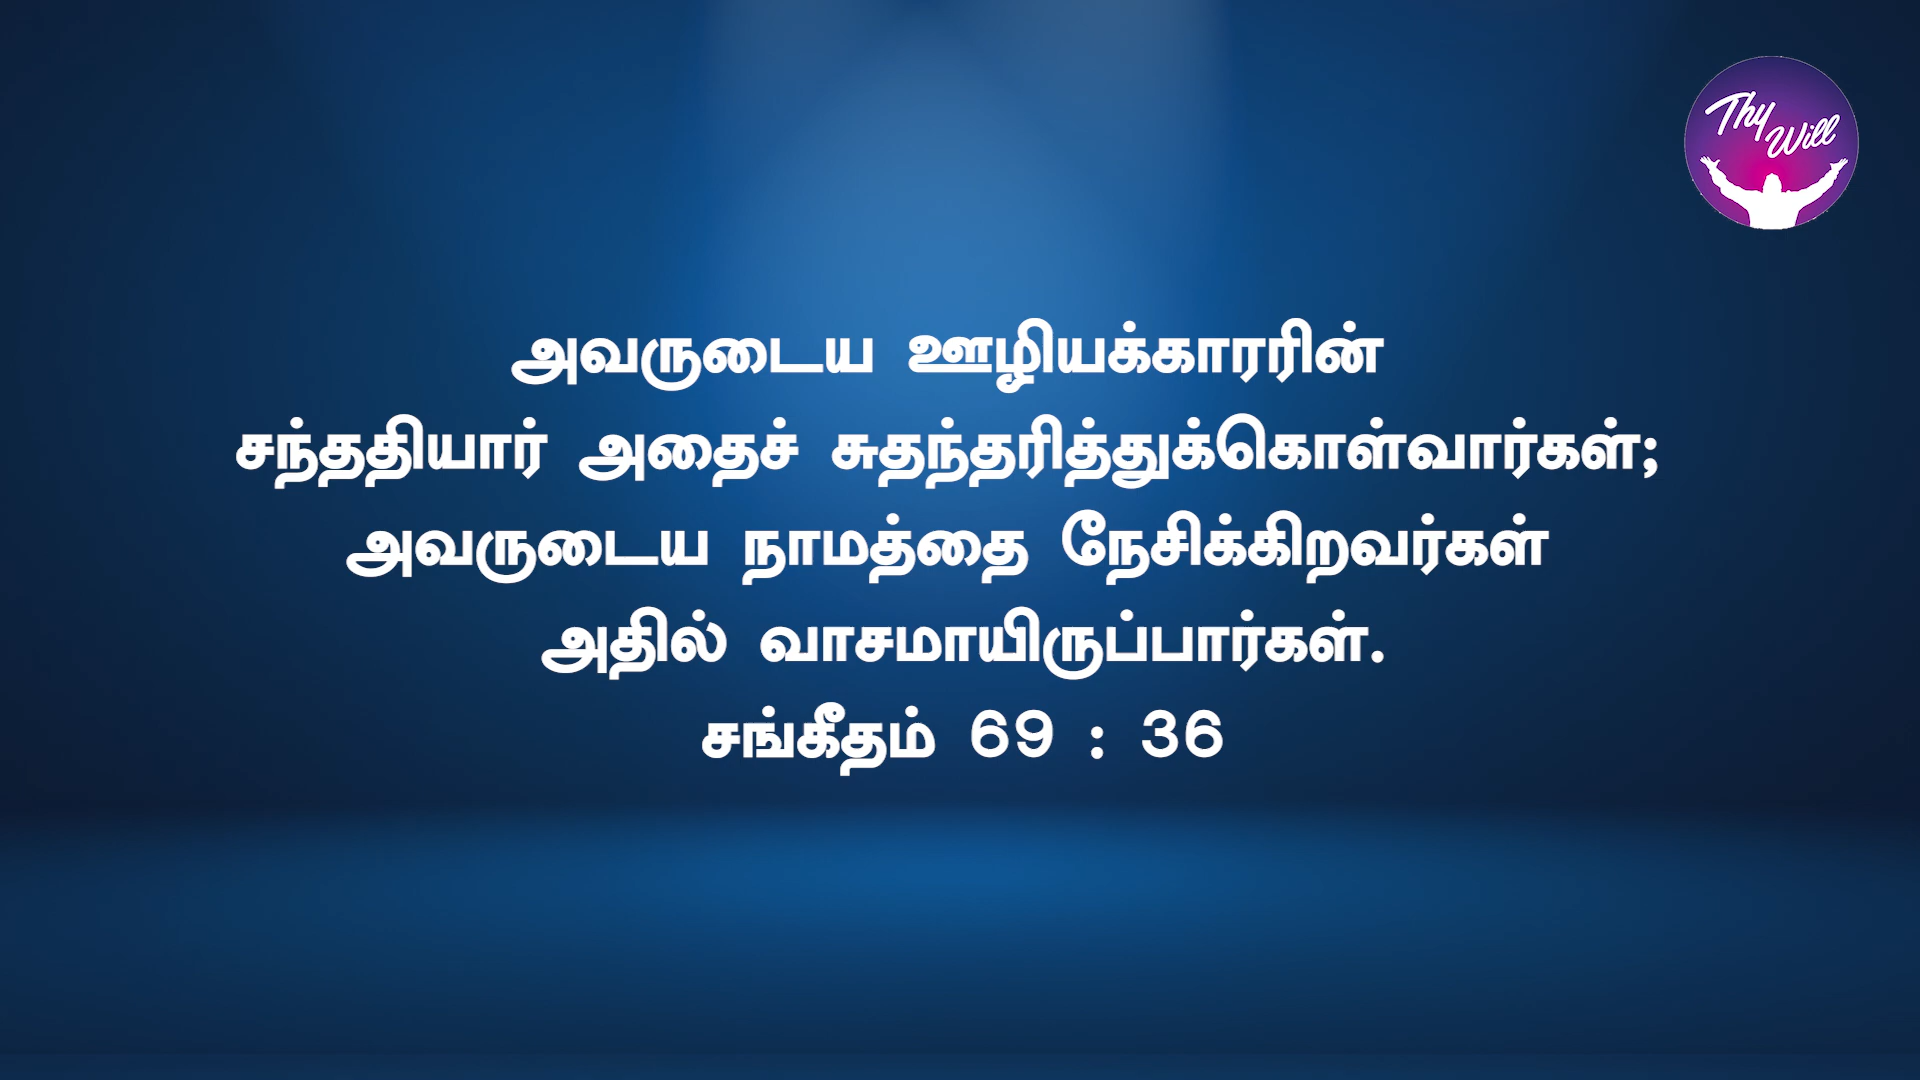 Thy
Will
அவருடைய ஊழியக்காரரின்
சந்ததியார் அதைச் சுதந்தரித்துக்கொள்வார்கள்;
அவருடைய நாமத்தை நேசிக்கிறவர்கள்
அதில் வாசமாயிருப்பார்கள்.
சங்கீதம் 69 : 36